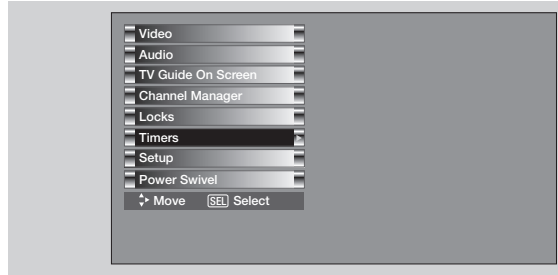 Video
Audio
TV Guide On Screen
Channel Manager
Locks
Timers
Setup
Power Swivel
Move SEL Select